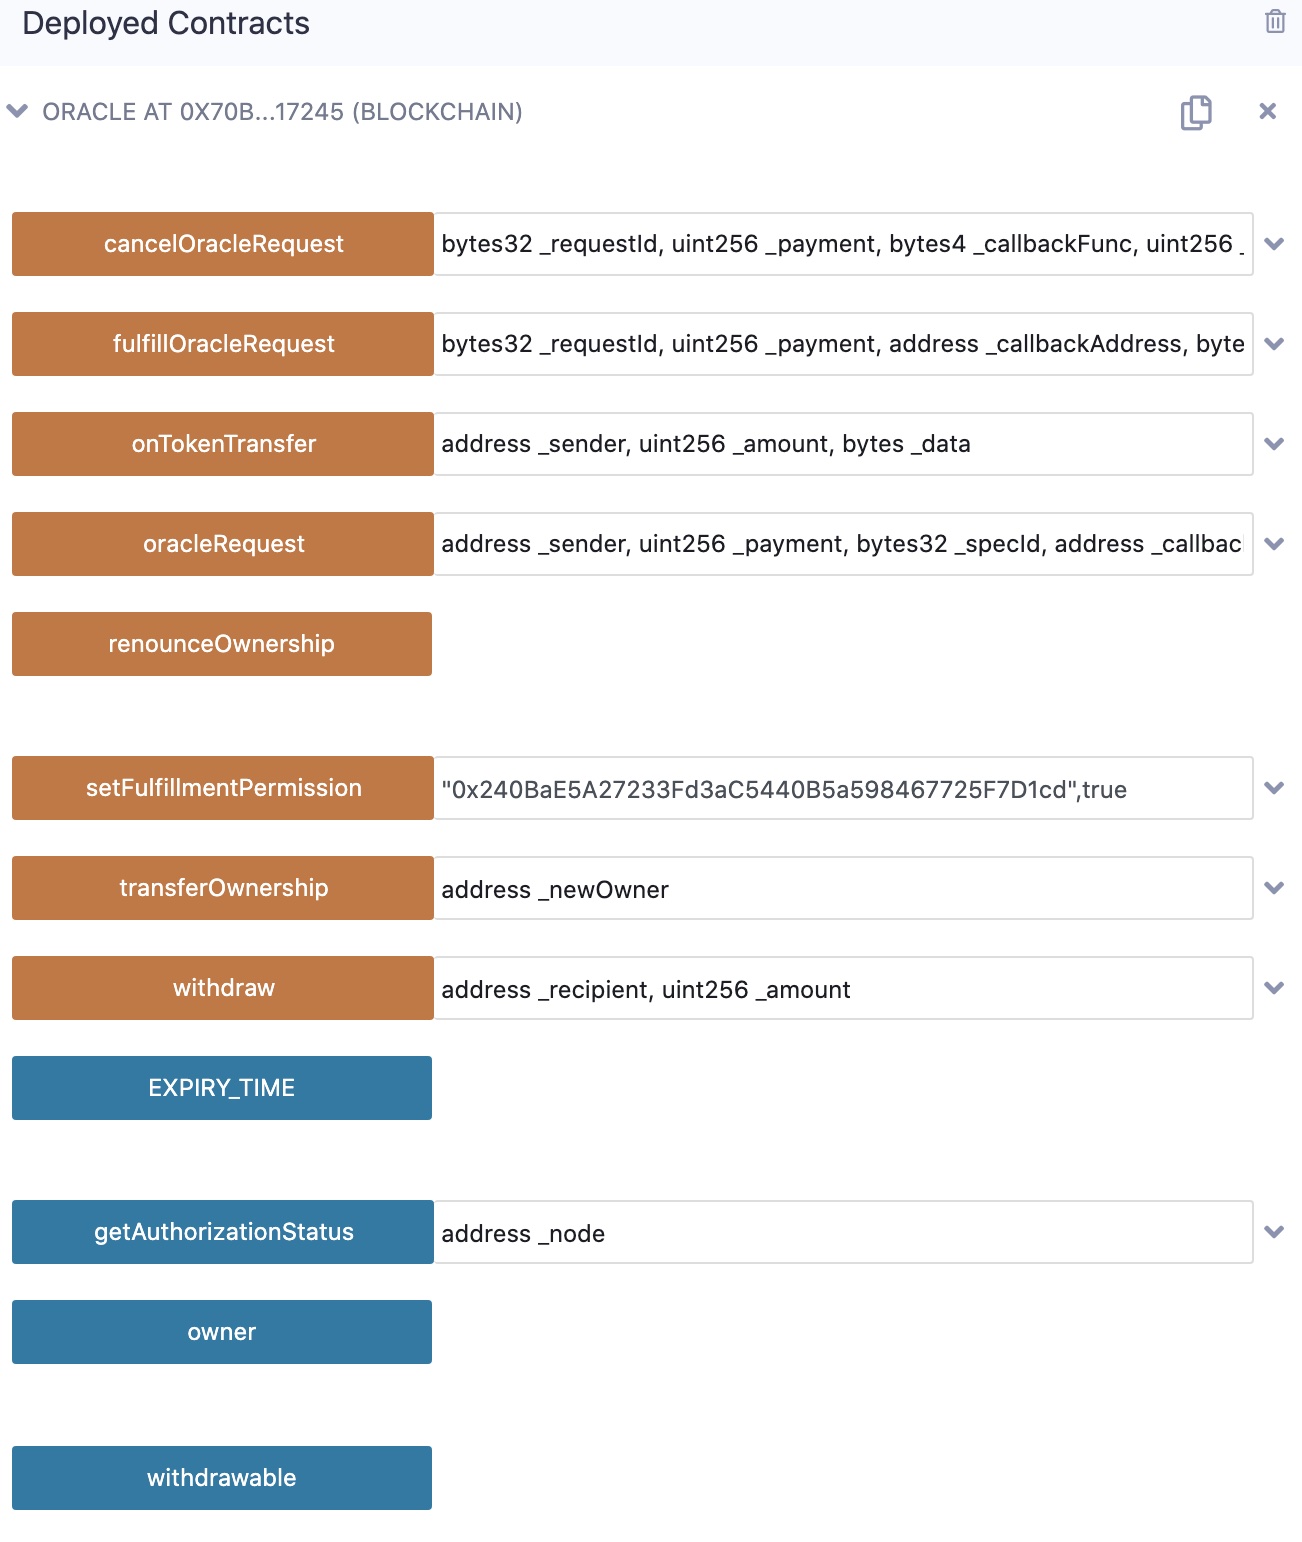 Deployed Contracts
ORACLE AT 0X70B...17245 (BLOCKCHAIN)
cancelOracleRequest bytes32 _requestId, uint256 _payment, bytes4 _callbackFunc, uint256 _
fulfillOracleRequest bytes32 _requestId, uint256 _payment, address _callbackAddress, byte
onTokenTransfer address _sender, uint256 _amount, bytes _data
oracleRequest address _sender, uint256 _payment, bytes32 _specId, address _callbac
renounceOwnership
setFulfillmentPermission "0x240BaE5A27233Fd3aC5440B5a598467725F7D1cd",true
transferOwnership address _newOwner
withdraw address _recipient, uint256 _amount
EXPIRY_TIME
getAuthorizationStatus address _node
owner
withdrawable